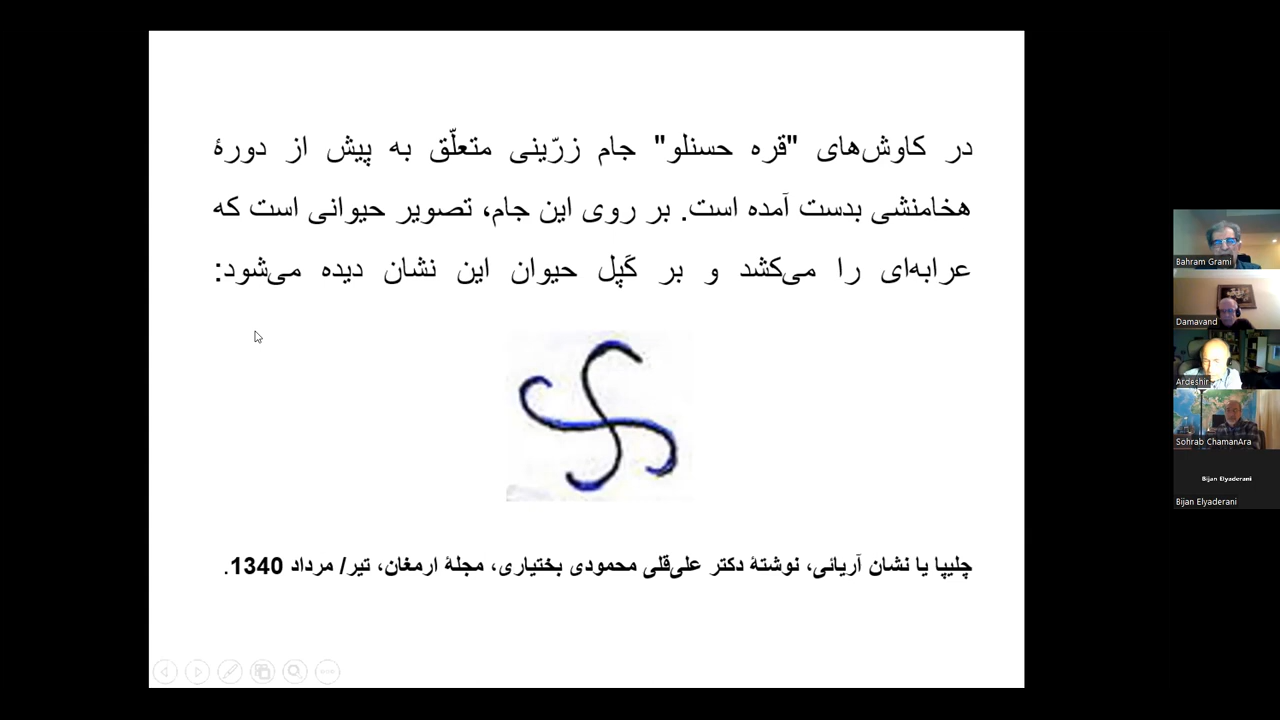 در کاوش‌های "قره حسنلو" جام زرّینی متعلّق به پیش از دورۀ
هخامنشی بدست آمده است. بر روی این جام، تصویر حیوانی است که
عرابه‌ای را می‌کشد و بر کَپل حیوان این نشان دیده می‌شود:
چلیپا یا نشان آریائی، نوشتۀ دکتر علی‌قلی محمودی بختیاری، مجلۀ ارمغان، تیر/ مرداد 1340.
Bahram Grami
Damavand
Ardeshir
Sohrab ChamanAra
Bijan Elyaderani
Bijan Elyaderani